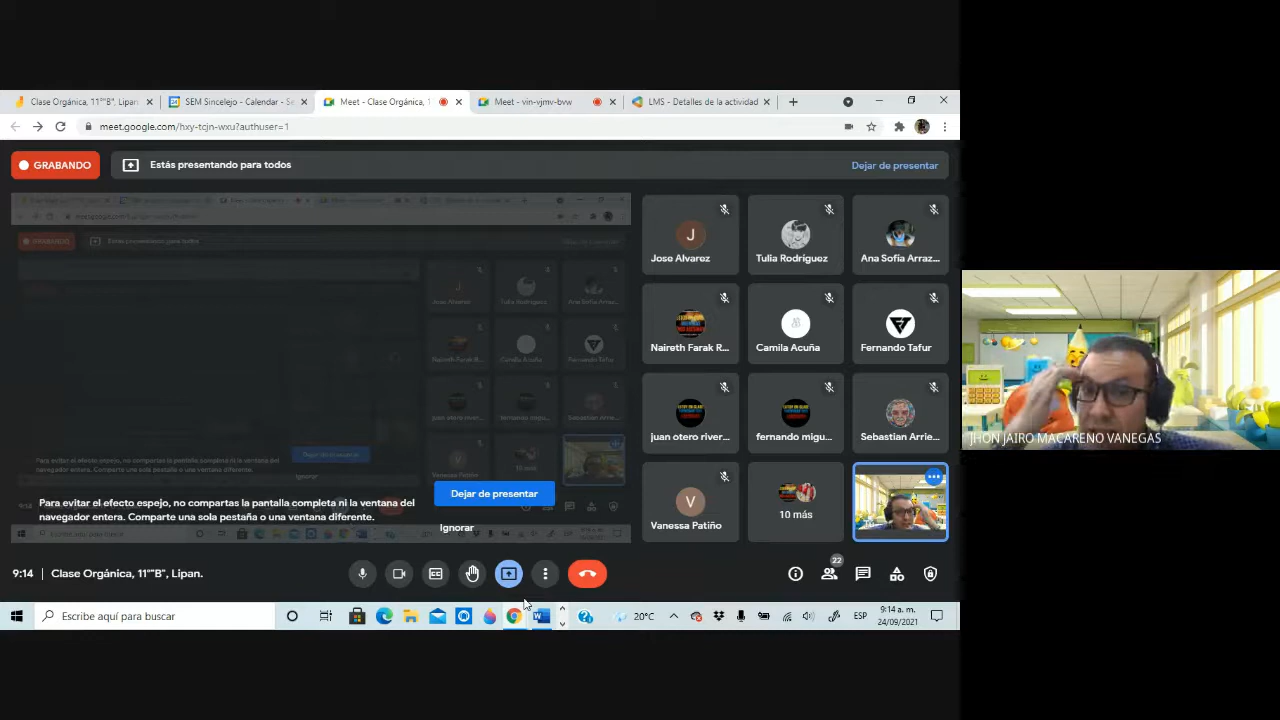 Clase Orgánica, 11°"B", Lipan.
SEM Sincelejo - Calendar - Se
Meet - Clase Orgánica, 1
Meet - vin-vjmv-bvw
LMS - Detalles de la actividad
meet.google.com/hxy-tcjn-wxu?authuser=1
GRABANDO
Estás presentando para todos
Dejar de presentar
J
Jose Alvarez
Tulia Rodriguez
Ana Sofía Arraz...
Naireth Farak R...
Camila Acuña
Fernando Tafur
juan otero river...
fernando migu...
Sebastian Arrie...
V
Vanessa Patiño
10 más
JHON JAIRO MACARENO VANEGAS
Para evitar el efecto espejo, no compartas la pantalla completa ni la ventana del
navegador entera. Comparte una sola pestaña o una ventana diferente.
Dejar de presentar
Ignorar
9:14 | Clase Orgánica, 11°"B", Lipan.
22
Escribe aquí para buscar
20°C
ESP
9:14 a. m.
24/09/2021